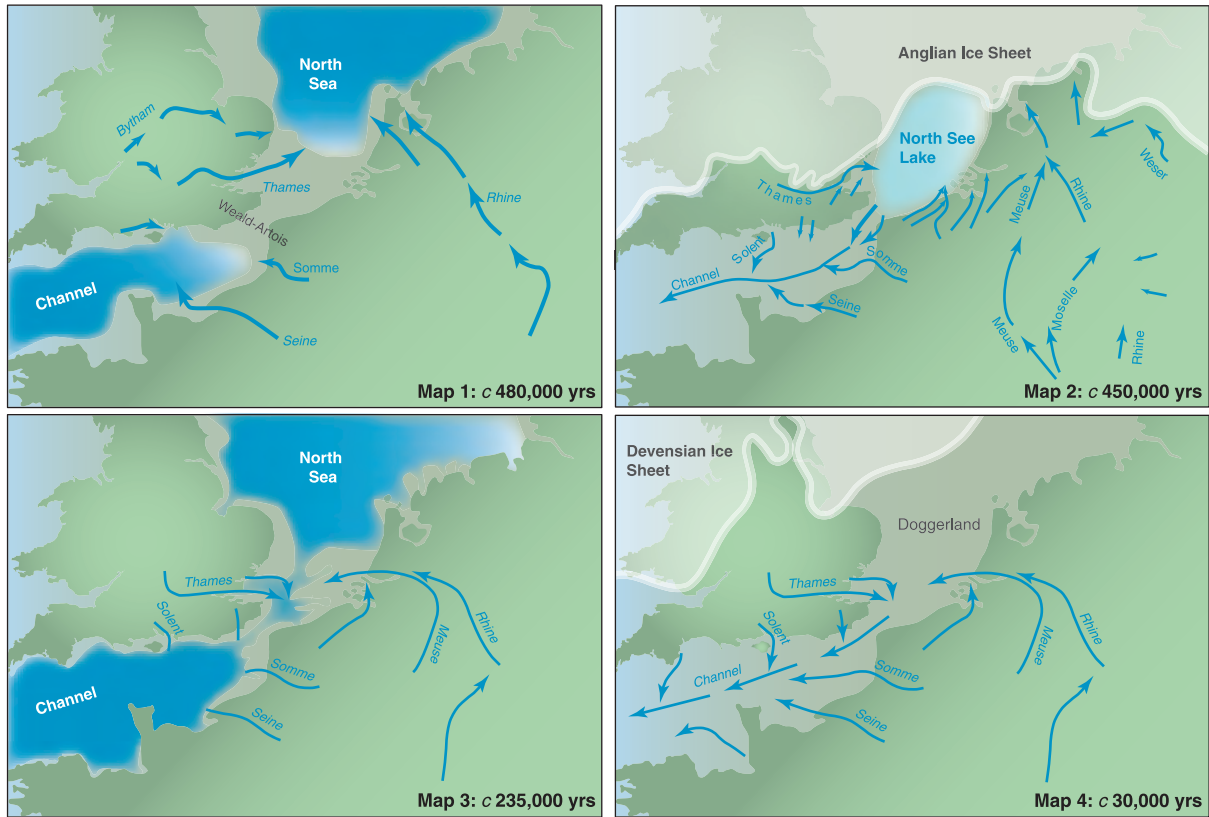 North
Sea
Bytham
Thames
Rhine
Weald-Artois
Somme
Channel
Seine
Map 1: c 480,000 yrs
Anglian Ice Sheet
North See
Lake
Weser
Thames
Meuse
Rhine
Solent
Somme
Channel
Seine
Moselle
Meuse
Rhine
Map 2: c 450,000 yrs
North
Sea
Thames
Solent
Rhine
Meuse
Somme
Channel
Seine
Map 3: c 235,000 yrs
Devensian Ice
Sheet
Doggerland
Thames
Solent
Rhine
Meuse
Channel
Somme
Seine
Map 4: c 30,000 yrs